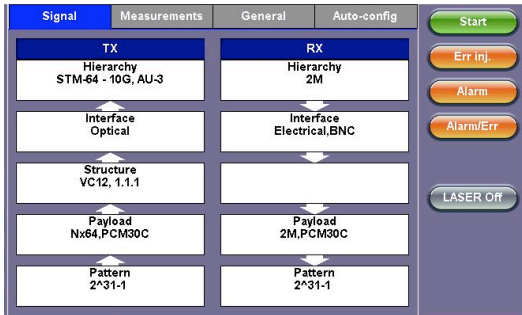 Signal
Measurements
General
Auto-config
TX
Hierarchy
STM-64 - 10G, AU-3
Interface
Optical
Structure
VC12, 1.1.1
Payload
Nx64,PCM30C
Pattern
2^31-1
RX
Hierarchy
2M
Interface
Electrical,BNC
Payload
2M,PCM30C
Pattern
2^31-1
Start
Err inj.
Alarm
Alarm/Err
LASER Off